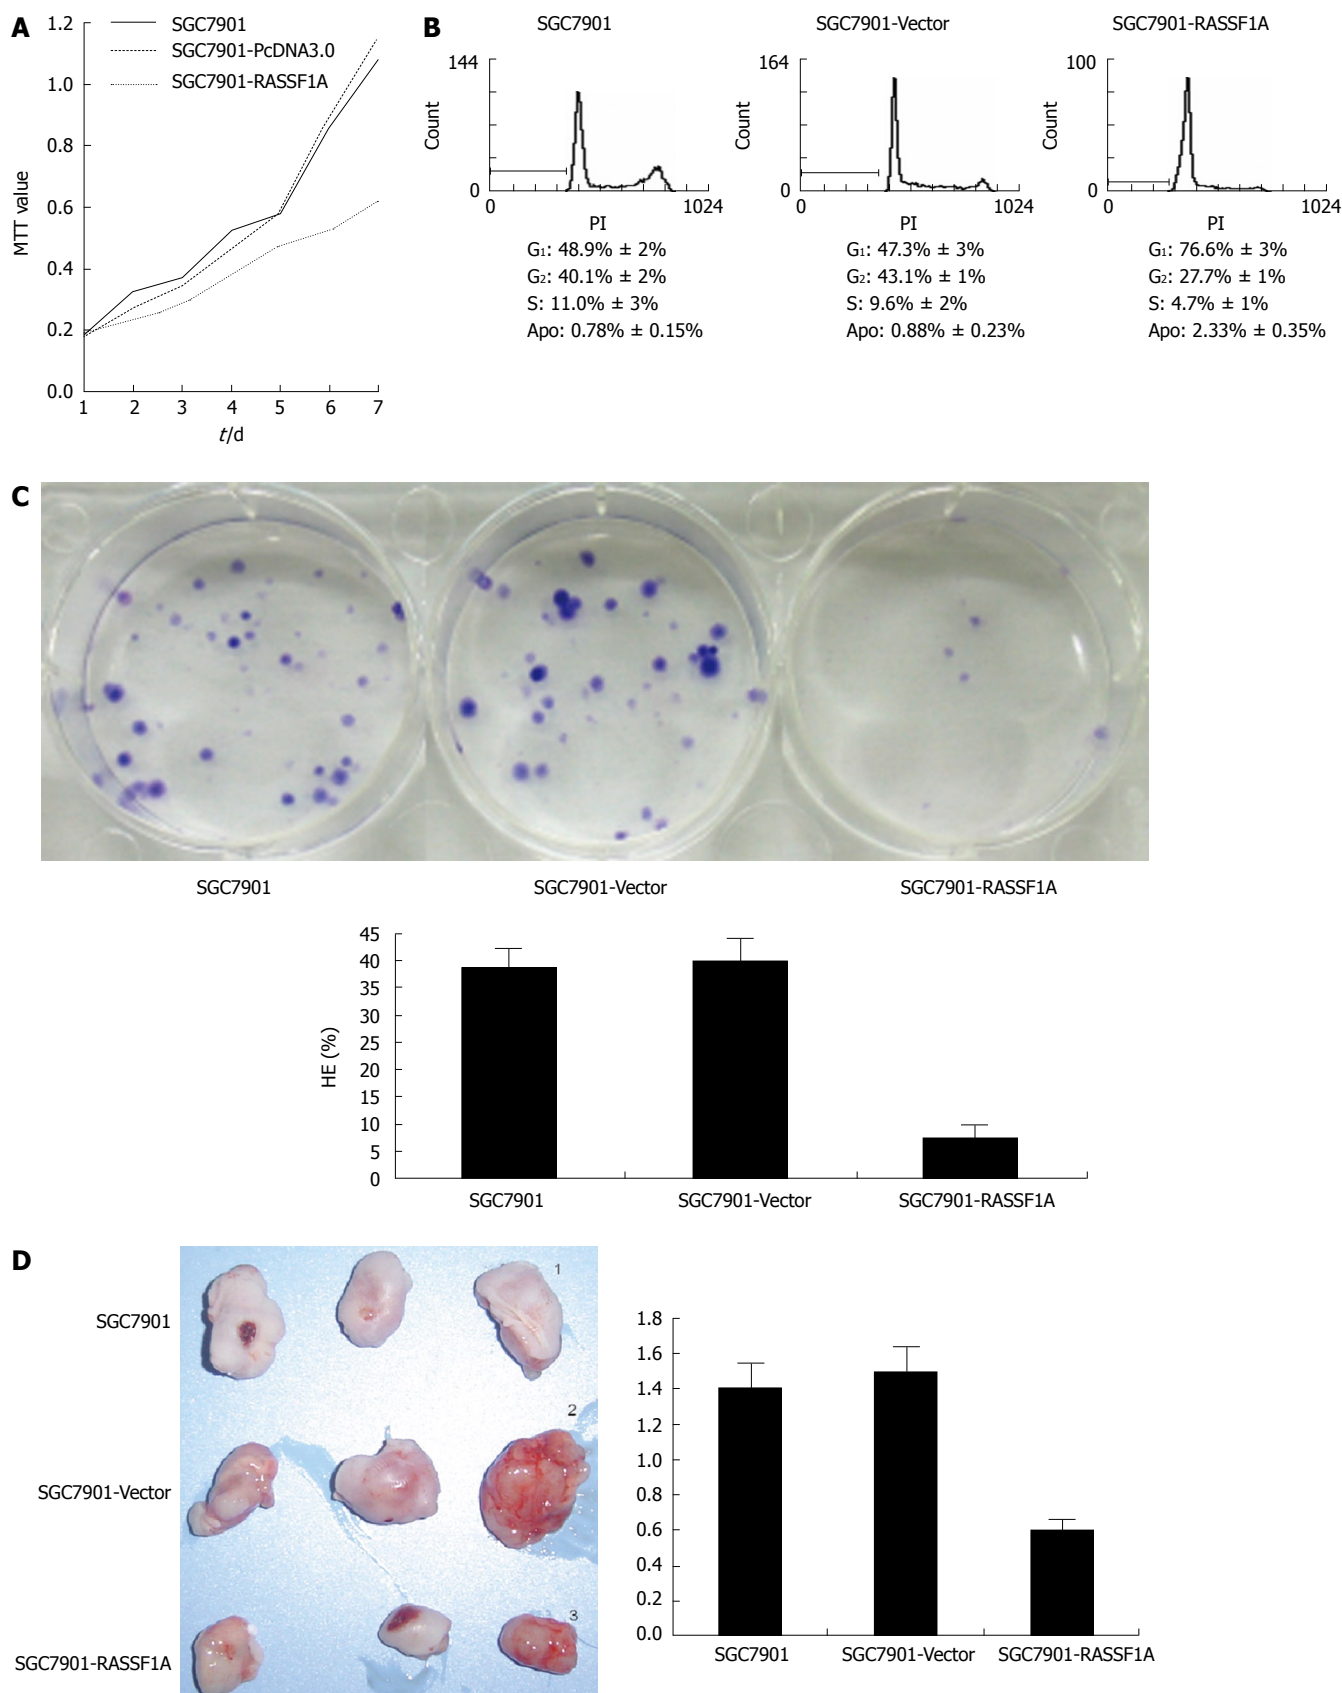 A
1.2
1.0
0.8
0.6
0.4
0.2
0.0
MTT value
1 2 3 4 5 6 7
t/d
SGC7901
SGC7901-PcDNA3.0
SGC7901-RASSF1A
B
SGC7901
144
Count
0
0 1024
PI
G1: 48.9% ± 2%
G2: 40.1% ± 2%
S: 11.0% ± 3%
Apo: 0.78% ± 0.15%
SGC7901-Vector
164
Count
0
0 1024
PI
G1: 47.3% ± 3%
G2: 43.1% ± 1%
S: 9.6% ± 2%
Apo: 0.88% ± 0.23%
SGC7901-RASSF1A
100
Count
0
0 1024
PI
G1: 76.6% ± 3%
G2: 27.7% ± 1%
S: 4.7% ± 1%
Apo: 2.33% ± 0.35%
C
SGC7901 SGC7901-Vector SGC7901-RASSF1A
45
40
35
30
25
20
15
10
5
0
HE (%)
SGC7901 SGC7901-Vector SGC7901-RASSF1A
D
SGC7901
SGC7901-Vector
SGC7901-RASSF1A
1
2
3
1.8
1.6
1.4
1.2
1.0
0.8
0.6
0.4
0.2
0.0
SGC7901 SGC7901-Vector SGC7901-RASSF1A